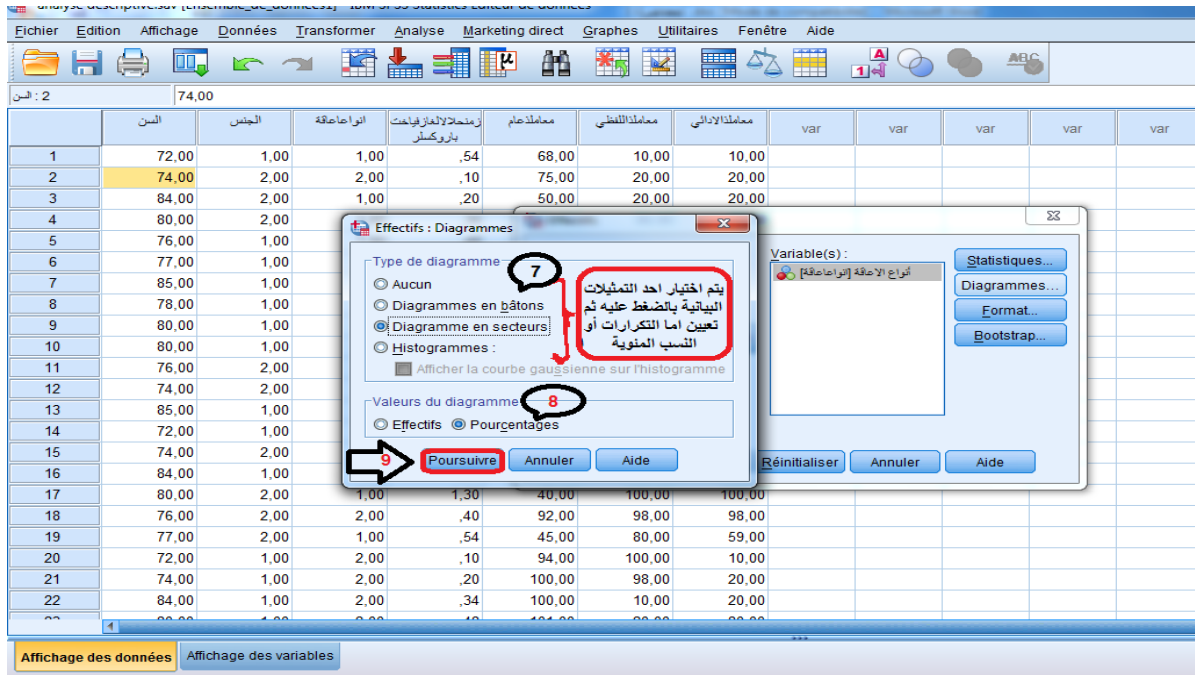 analyse descriptive.sav [Ensemble_de_données1] - IBM SPSS Statistics Editeur de données
Fichier Edition Affichage Données Transformer Analyse Marketing direct Graphes Utilitaires Fenêtre Aide
2 : السن 74,00
السن الجنس انواعاعاقة معاملذعام معاملذاللفظي معاملذالادائي var var var var var
باروكسلر
1 72,00 1,00 1,00 ,54 68,00 10,00 10,00
2 74,00 2,00 2,00 ,10 75,00 20,00 20,00
3 84,00 2,00 1,00 ,20 50,00 20,00 20,00
4 80,00 2,00
5 76,00 1,00
6 77,00 1,00
7 85,00 1,00
8 78,00 1,00
9 80,00 1,00
10 80,00 1,00
11 76,00 2,00
12 74,00 2,00
13 85,00 1,00
14 72,00 1,00
15 74,00 2,00
16 84,00 1,00
17 80,00 2,00 1,00 1,30 40,00 100,00 100,00
18 76,00 2,00 2,00 ,40 92,00 98,00 98,00
19 77,00 2,00 1,00 ,54 45,00 80,00 59,00
20 72,00 1,00 2,00 ,10 94,00 100,00 10,00
21 74,00 1,00 2,00 ,20 100,00 98,00 20,00
22 84,00 1,00 2,00 ,34 100,00 10,00 20,00
Effectifs : Diagrammes
Type de diagramme
7
Aucun
Diagrammes en bâtons
Diagramme en secteurs
Histogrammes :
Afficher la courbe gaussienne sur l'histogramme
يتم اختيار احد التمثيلات
البيانية بالضغط عليه ثم
تعيين اما التكرارات أو
النسب المئوية
Valeurs du diagramme
8
Effectifs Pourcentages
9 Poursuivre Annuler Aide
Variable(s) :
أنواع الاعاقة [انواعاعاقة]
Statistiques...
Diagrammes...
Format...
Bootstrap...
Réinitialiser Annuler Aide
Affichage des données Affichage des variables